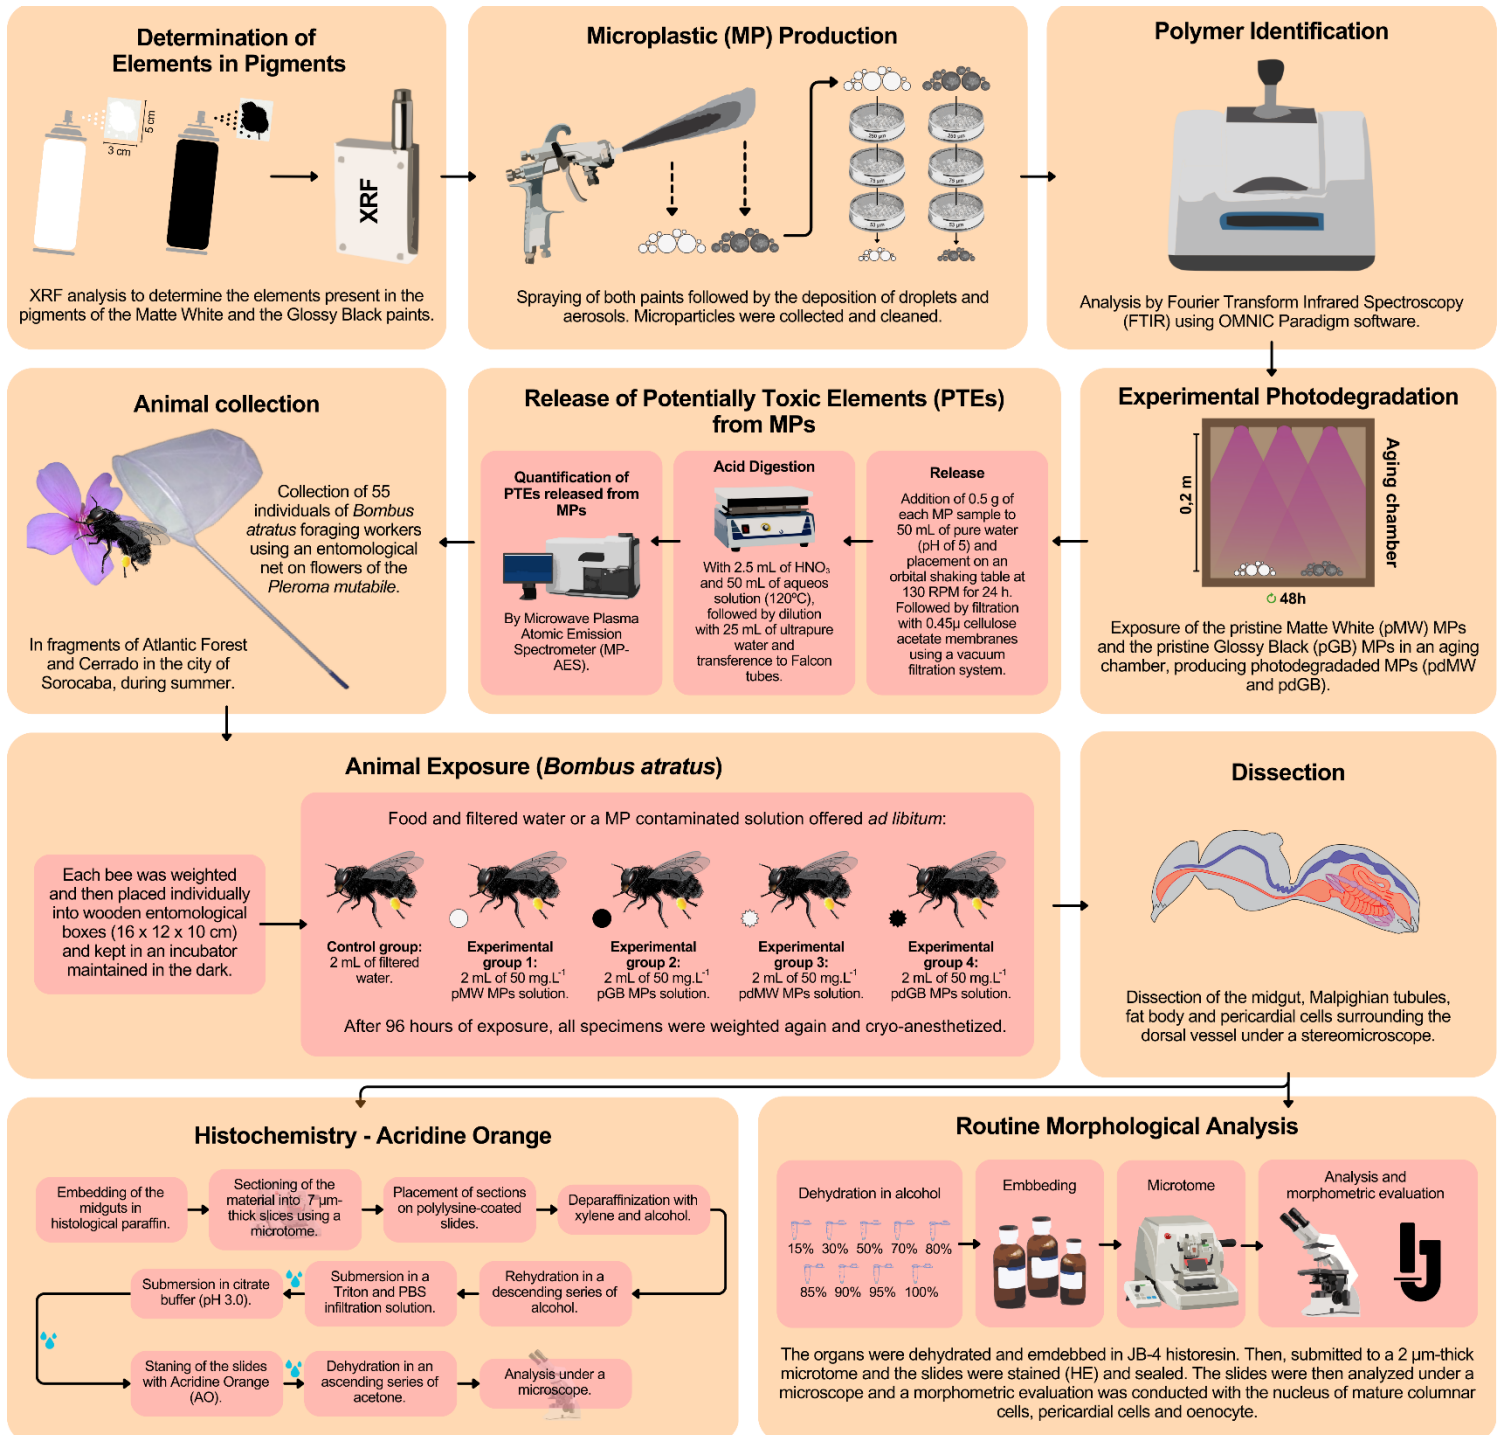 Determination of
Elements in Pigments
5 cm
3 cm
XRF
XRF analysis to determine the elements present in the
pigments of the Matte White and the Glossy Black paints.
Microplastic (MP) Production
250 µm
250 µm
Spraying of both paints followed by the deposition of droplets and
aerosols. Microparticles were collected and cleaned.
Polymer Identification
Analysis by Fourier Transform Infrared Spectroscopy
(FTIR) using OMNIC Paradigm software.
Experimental Photodegradation
0,2 m
Aging chamber
48h
Exposure of the pristine Matte White (pMW) MPs
and the pristine Glossy Black (pGB) MPs in an aging
chamber, producing photodegradaded MPs (pdMW
and pdGB).
Release of Potentially Toxic Elements (PTEs)
from MPs
Release
Addition of 0.5 g of
each MP sample to
50 mL of pure water
(pH of 5) and
placement on an
orbital shaking table at
130 RPM for 24 h.
Followed by filtration
with 0.45µ cellulose
acetate membranes
using a vacuum
filtration system.
Acid Digestion
With 2.5 mL of HNO₃
and 50 mL of aqueos
solution (120ºC),
followed by dilution
with 25 mL of ultrapure
water and
transference to Falcon
tubes.
Quantification of
PTEs released from
MPs
By Microwave Plasma
Atomic Emission
Spectrometer (MP-
AES).
Animal collection
Collection of 55
individuals of Bombus
atratus foraging workers
using an entomological
net on flowers of the
Pleroma mutabile.
In fragments of Atlantic Forest
and Cerrado in the city of
Sorocaba, during summer.
Animal Exposure (Bombus atratus)
Each bee was weighted
and then placed individually
into wooden entomological
boxes (16 x 12 x 10 cm)
and kept in an incubator
maintained in the dark.
Food and filtered water or a MP contaminated solution offered ad libitum:
Control group:
2 mL of filtered
water.
Experimental
group 1:
2 mL of 50 mg.L⁻¹
pMW MPs solution.
Experimental
group 2:
2 mL of 50 mg.L⁻¹
pGB MPs solution.
Experimental
group 3:
2 mL of 50 mg.L⁻¹
pdMW MPs solution.
Experimental
group 4:
2 mL of 50 mg.L⁻¹
pdGB MPs solution.
After 96 hours of exposure, all specimens were weighted again and cryo-anesthetized.
Dissection
Dissection of the midgut, Malpighian tubules,
fat body and pericardial cells surrounding the
dorsal vessel under a stereomicroscope.
Histochemistry - Acridine Orange
Embedding of the
midguts in
histological paraffin.
Sectioning of the
material into 7 µm-
thick slices using a
microtome.
Placement of sections
on polylysine-coated
slides.
Deparaffinization with
xylene and alcohol.
Rehydration in a
descending series of
alcohol.
Submersion in a
Triton and PBS
infiltration solution.
Submersion in citrate
buffer (pH 3.0).
Staning of the slides
with Acridine Orange
(AO).
Dehydration in an
ascending series of
acetone.
Analysis under a
microscope.
Routine Morphological Analysis
Dehydration in alcohol
15% 30% 50% 70% 80%
85% 90% 95% 100%
Embbeding
Microtome
Analysis and
morphometric evaluation
The organs were dehydrated and emdebbed in JB-4 historesin. Then, submitted to a 2 µm-thick
microtome and the slides were stained (HE) and sealed. The slides were then analyzed under a
microscope and a morphometric evaluation was conducted with the nucleus of mature columnar
cells, pericardial cells and oenocyte.